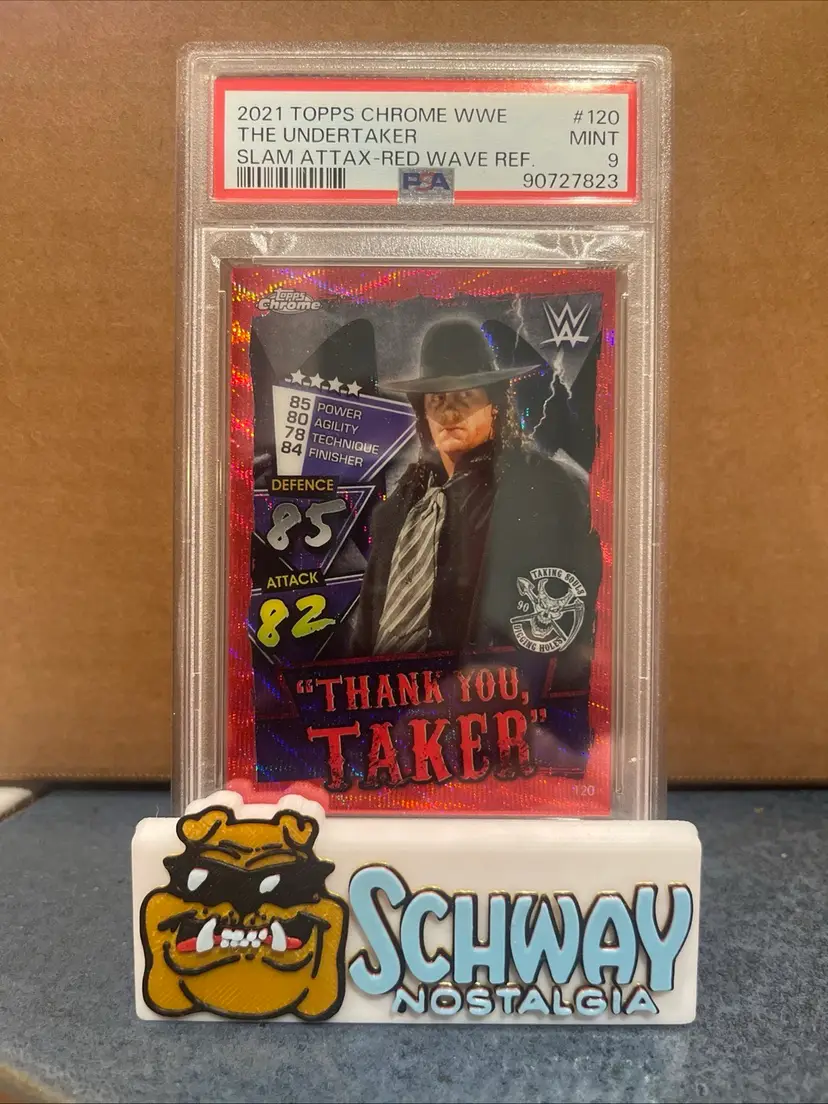 2021 TOPPS CHROME WWE #120
THE UNDERTAKER MINT
SLAM ATTAX-RED WAVE REF. 9
PSA 90727823
Topps
Chrome
W
85 POWER
80 AGILITY
78 TECHNIQUE
84 FINISHER
DEFENCE
85
ATTACK
82
TAKING SOULS
90
DIGGING HOLES
"THANK YOU,
TAKER"
120
SCHWAY
NOSTALGIA